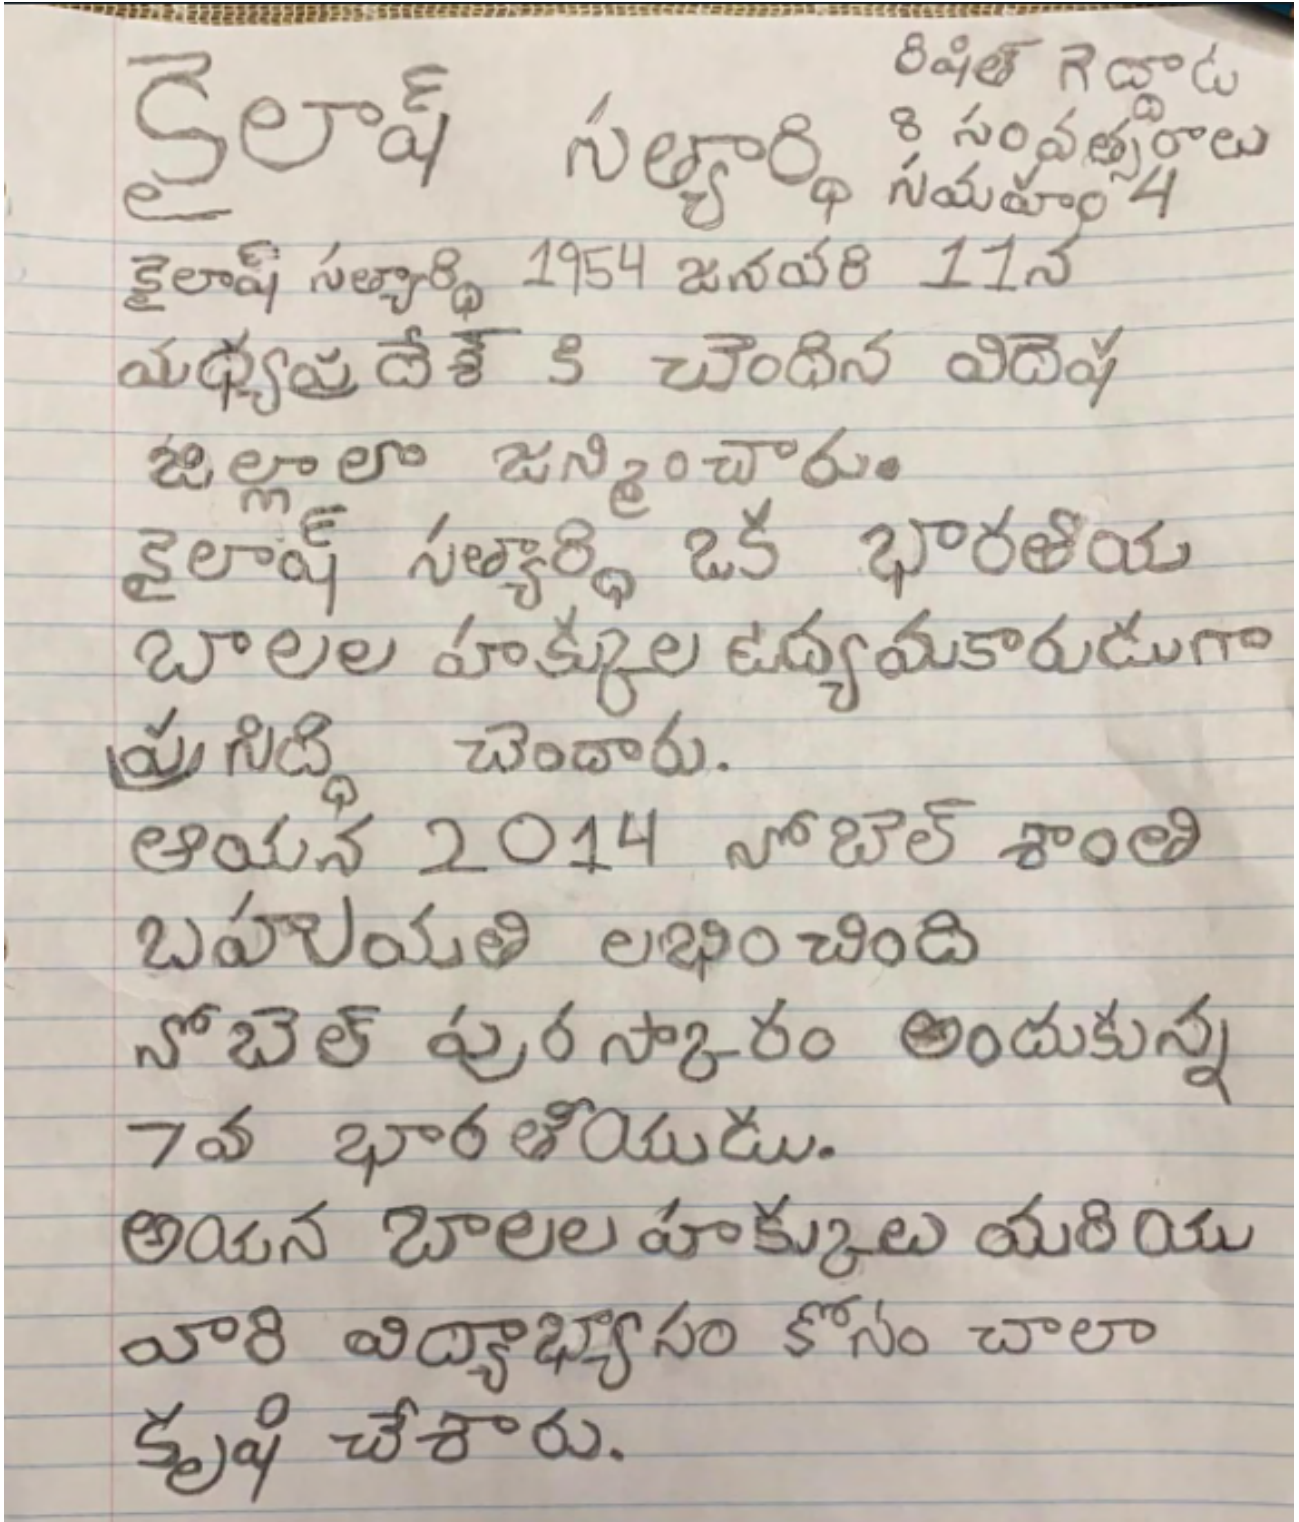 కైలాష్ సత్యార్థి
రిషిత్ గెద్దాడ
8 సంవత్సరాలు
సమూహం 4
కైలాష్ సత్యార్థి 1954 జనవరి 11న
మధ్యప్రదేశ్ కి చెందిన విదెష
జిల్లాలో జన్మించారు.
కైలాష్ సత్యార్థి ఒక భారతీయ
బాలల హక్కుల ఉద్యమకారుడుగా
ప్రసిద్ధి చెందారు.
ఆయన 2014 నోబెల్ శాంతి
బహుమతి లభించింది
నోబెల్ పురస్కారం అందుకున్న
7వ భారతీయుడు.
అయన బాలల హక్కులు మరియు
వారి విద్యాభ్యాసం కోసం చాలా
కృషి చేశారు.